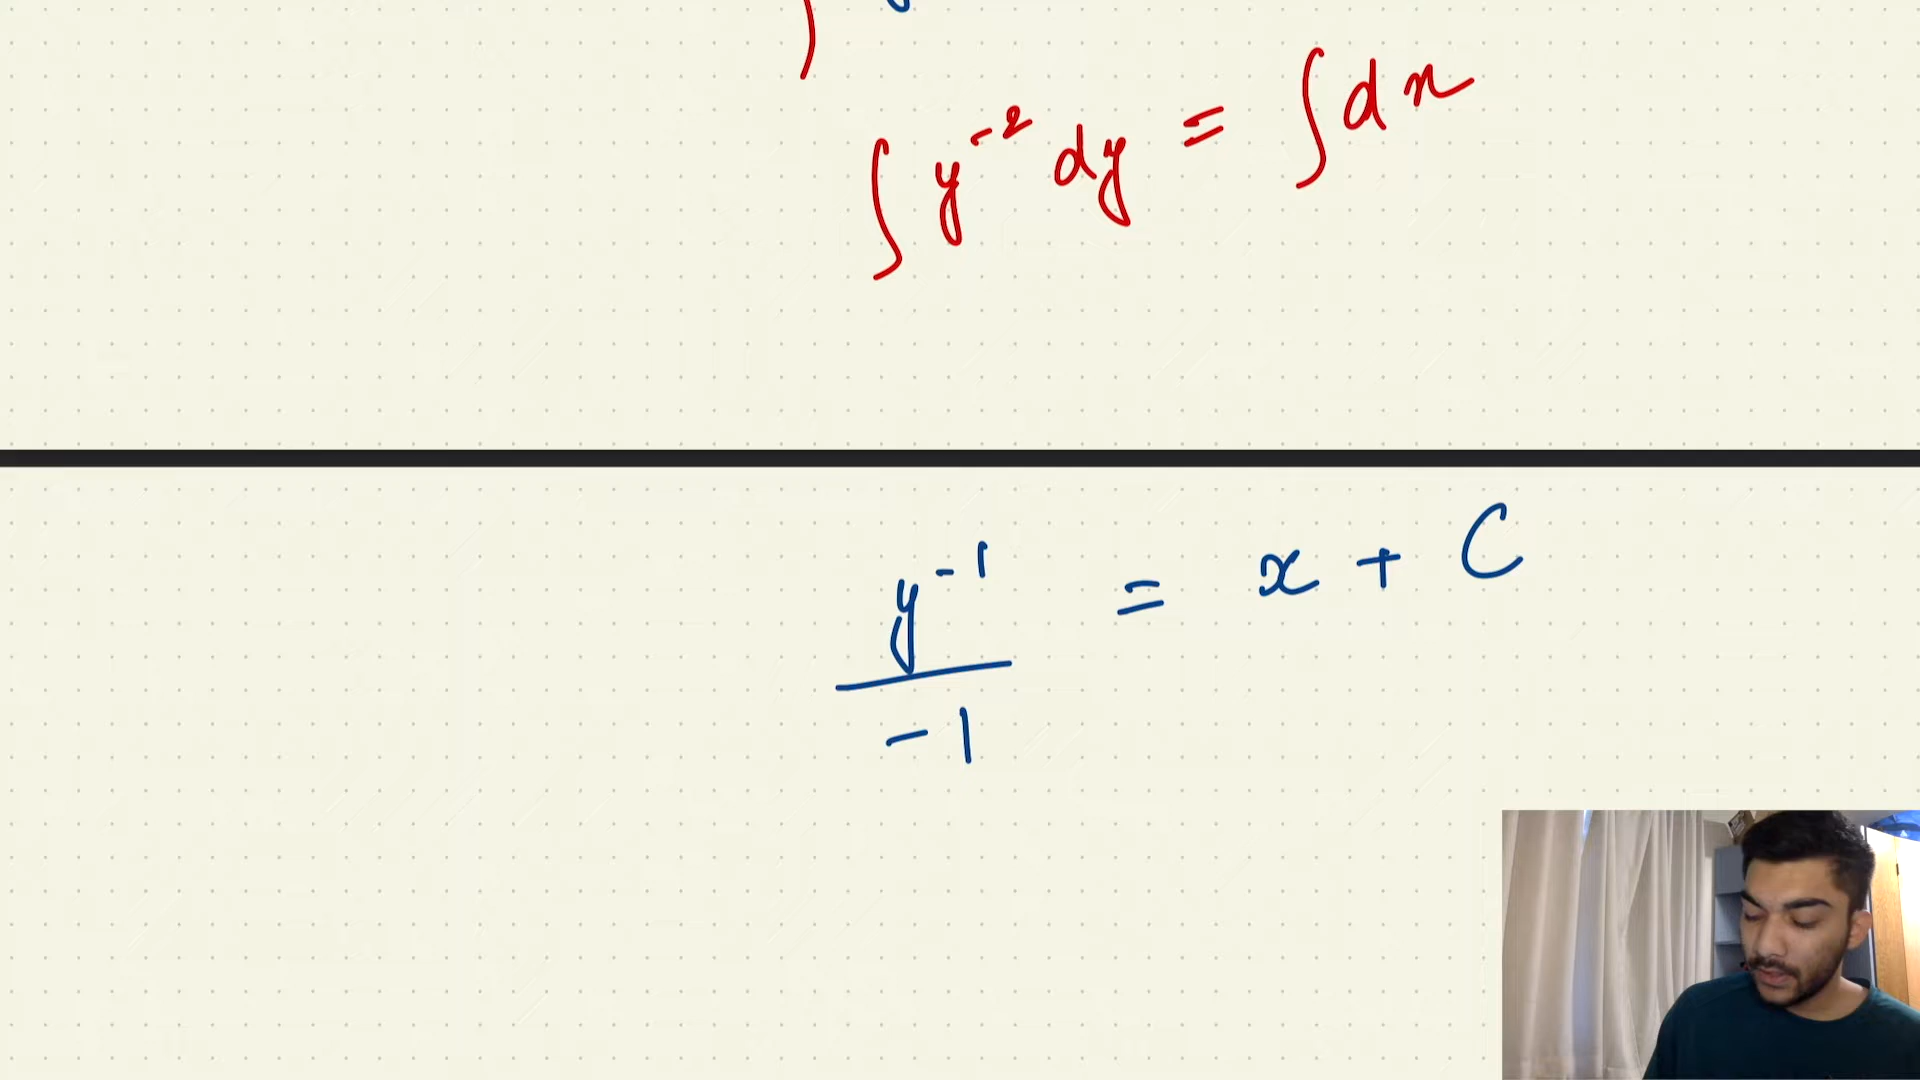 ∫ y⁻² dy = ∫ dx
y⁻¹ / -1 = x + C